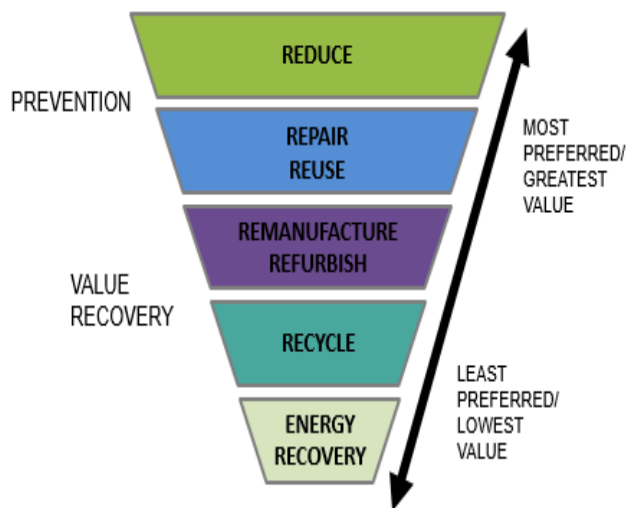 REDUCE
PREVENTION
REPAIR
REUSE
MOST
PREFERRED/
GREATEST
VALUE
REMANUFACTURE
REFURBISH
VALUE
RECOVERY
RECYCLE
LEAST
PREFERRED/
LOWEST
VALUE
ENERGY
RECOVERY